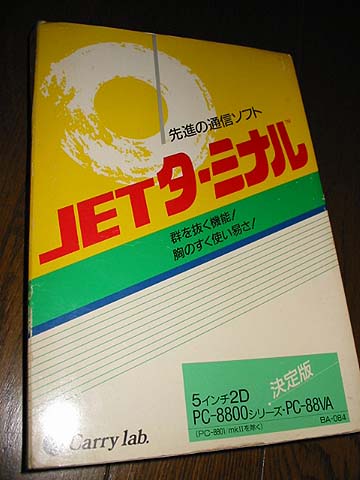 先進の通信ソフト
JETターミナル™
群を抜く機能!
胸のすく使い易さ!
決定版
5インチ2D
PC-8800シリーズ・PC-88VA
(PC-8801 mkIIを除く)
BA-084
Carry lab.